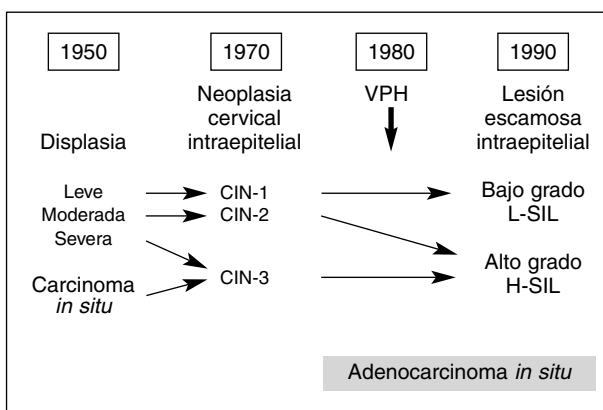 1950 1970 1980 1990
Neoplasia
cervical
intraepitelial
VPH
Lesión
escamosa
intraepitelial
Displasia
Leve
Moderada
Severa
Carcinoma
in situ
CIN-1
CIN-2
CIN-3
Bajo grado
L-SIL
Alto grado
H-SIL
Adenocarcinoma in situ